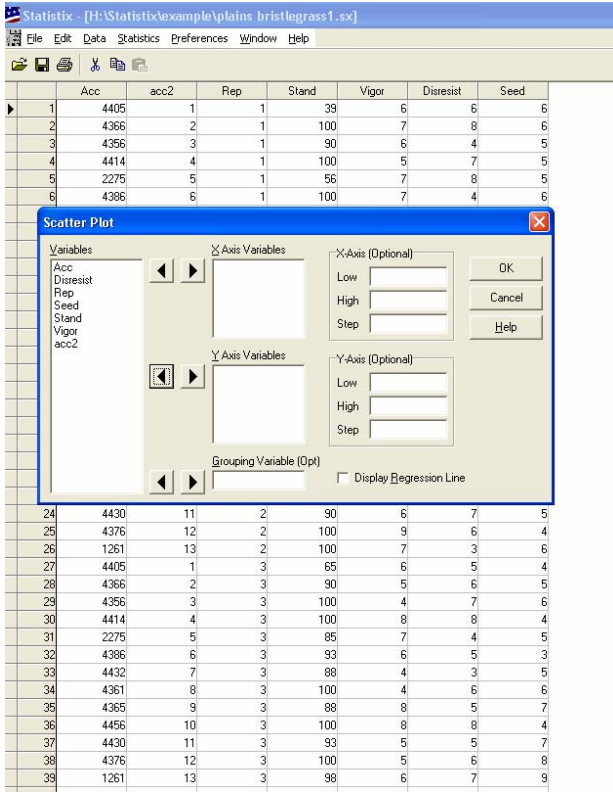 Statistix - [H:\Statistix\example\plains bristlegrass1.sx]
File Edit Data Statistics Preferences Window Help
Acc acc2 Rep Stand Vigor Disresist Seed
1 4405 1 1 39 6 6 6
2 4366 2 1 100 7 8 6
3 4356 3 1 90 6 4 5
4 4414 4 1 100 5 7 5
5 2275 5 1 56 7 8 5
6 4386 6 1 100 7 4 6
Scatter Plot
Variables
Acc
Disresist
Rep
Seed
Stand
Vigor
acc2
X Axis Variables
Y Axis Variables
Grouping Variable (Opt)
X-Axis (Optional)
Low
High
Step
Y-Axis (Optional)
Low
High
Step
Display Regression Line
OK
Cancel
Help
24 4430 11 2 90 6 7 5
25 4376 12 2 100 9 6 4
26 1261 13 2 100 7 3 6
27 4405 1 3 65 6 5 4
28 4366 2 3 90 5 6 5
29 4356 3 3 100 4 7 6
30 4414 4 3 100 8 8 4
31 2275 5 3 85 7 4 5
32 4386 6 3 93 6 5 3
33 4432 7 3 88 4 3 5
34 4361 8 3 100 4 6 6
35 4365 9 3 88 8 5 7
36 4456 10 3 100 8 8 4
37 4430 11 3 93 5 5 7
38 4376 12 3 100 5 6 8
39 1261 13 3 98 6 7 9